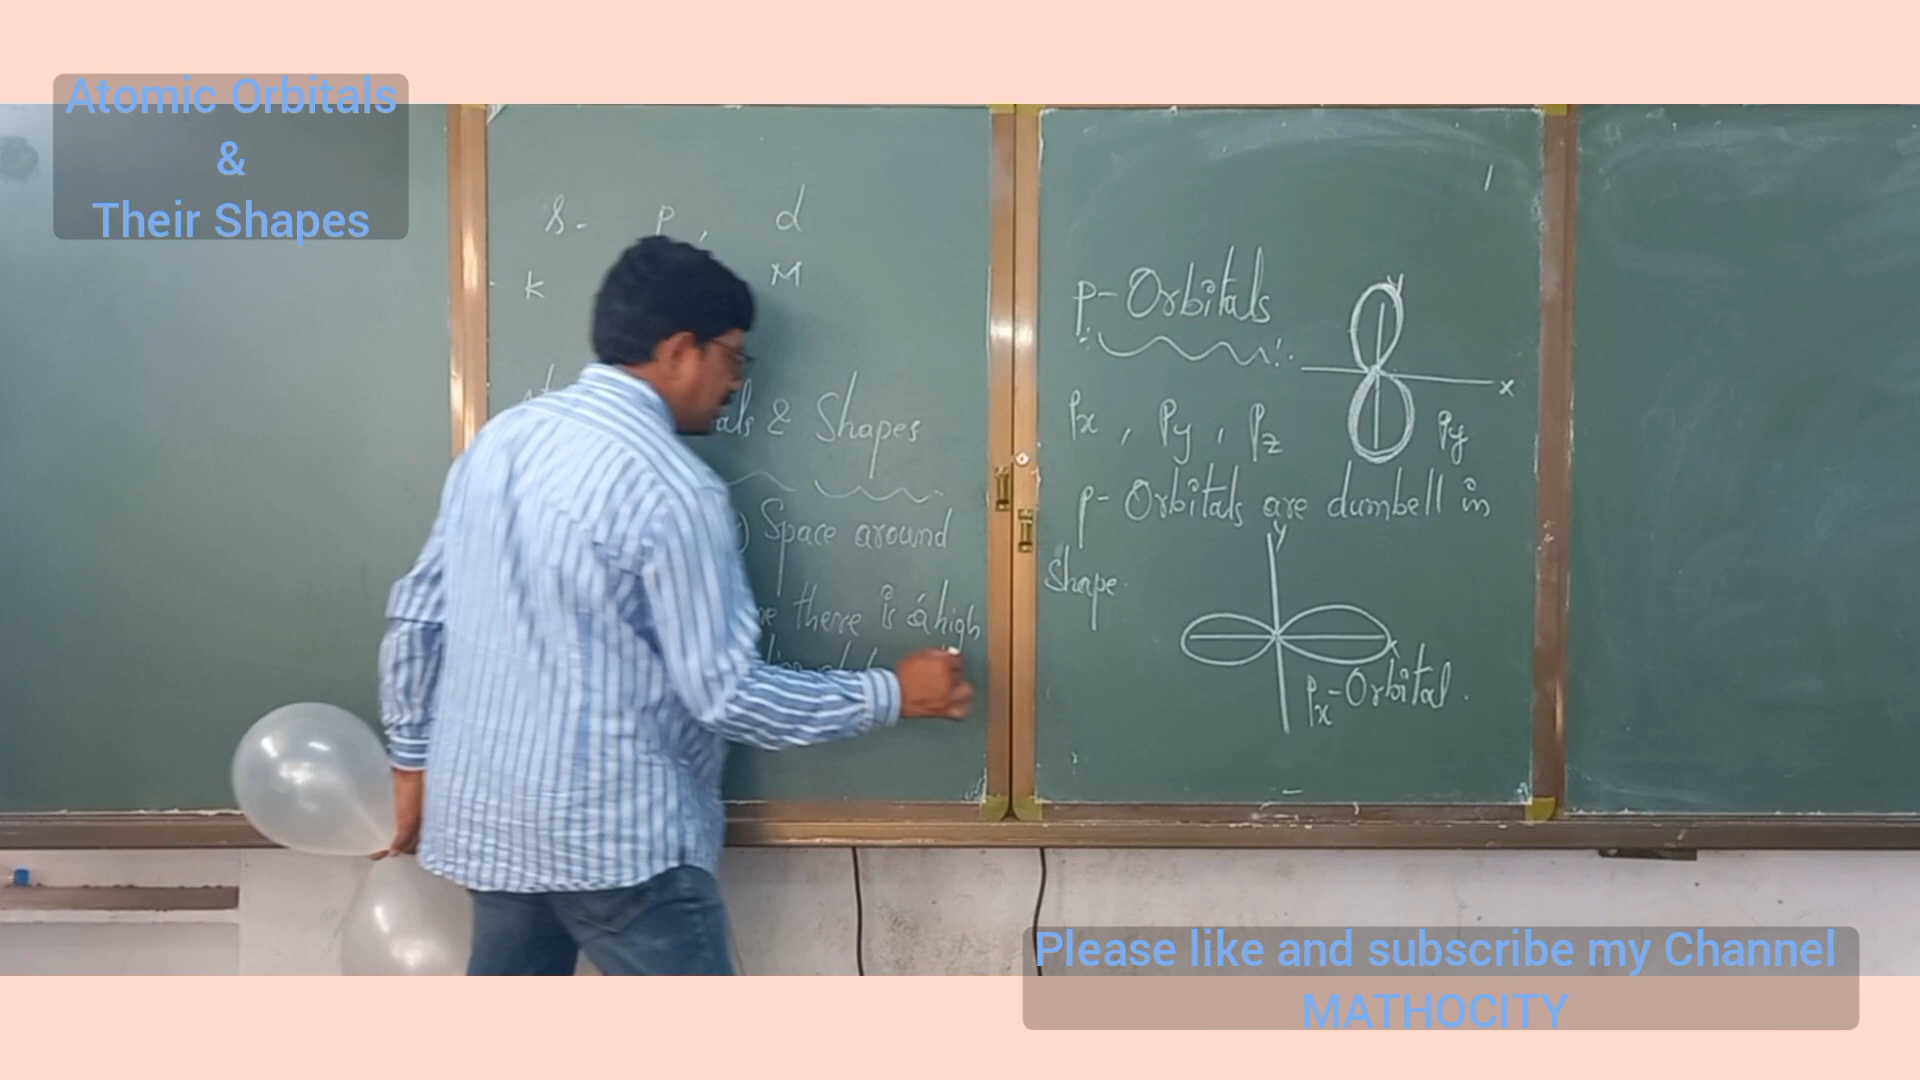 Atomic Orbitals
&
Their Shapes
s - p, d
K M
als & Shapes
) Space around
there is a high
p-Orbitals
Y
X
Px, Py, Pz
Py
p- Orbitals are dumbell in
Shape.
Y
X
Px-Orbital.
Please like and subscribe my Channel
MATHOCITY